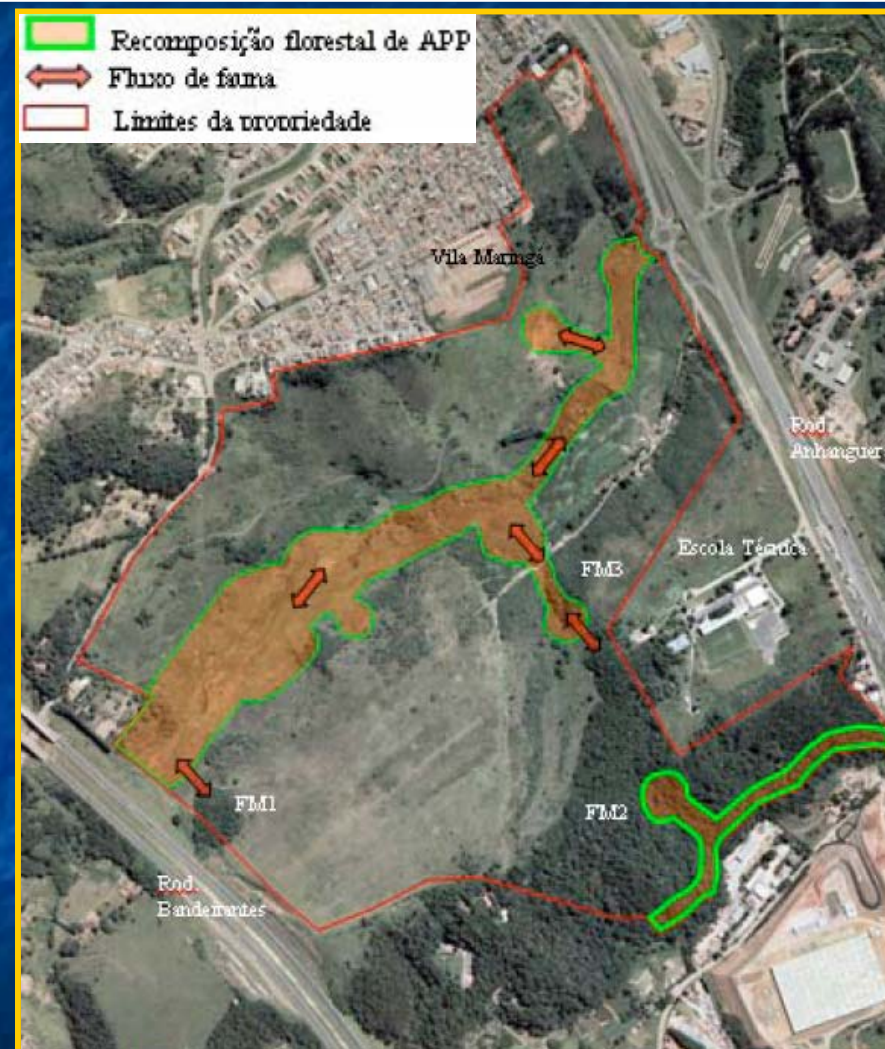 Recomposição florestal de APP
Fluxo de fauna
Limites da propriedade
Vila Maringá
Rod.
Anhanguer
Escola Técnica
FM3
FM2
FM1
Rod.
Bandeirantes